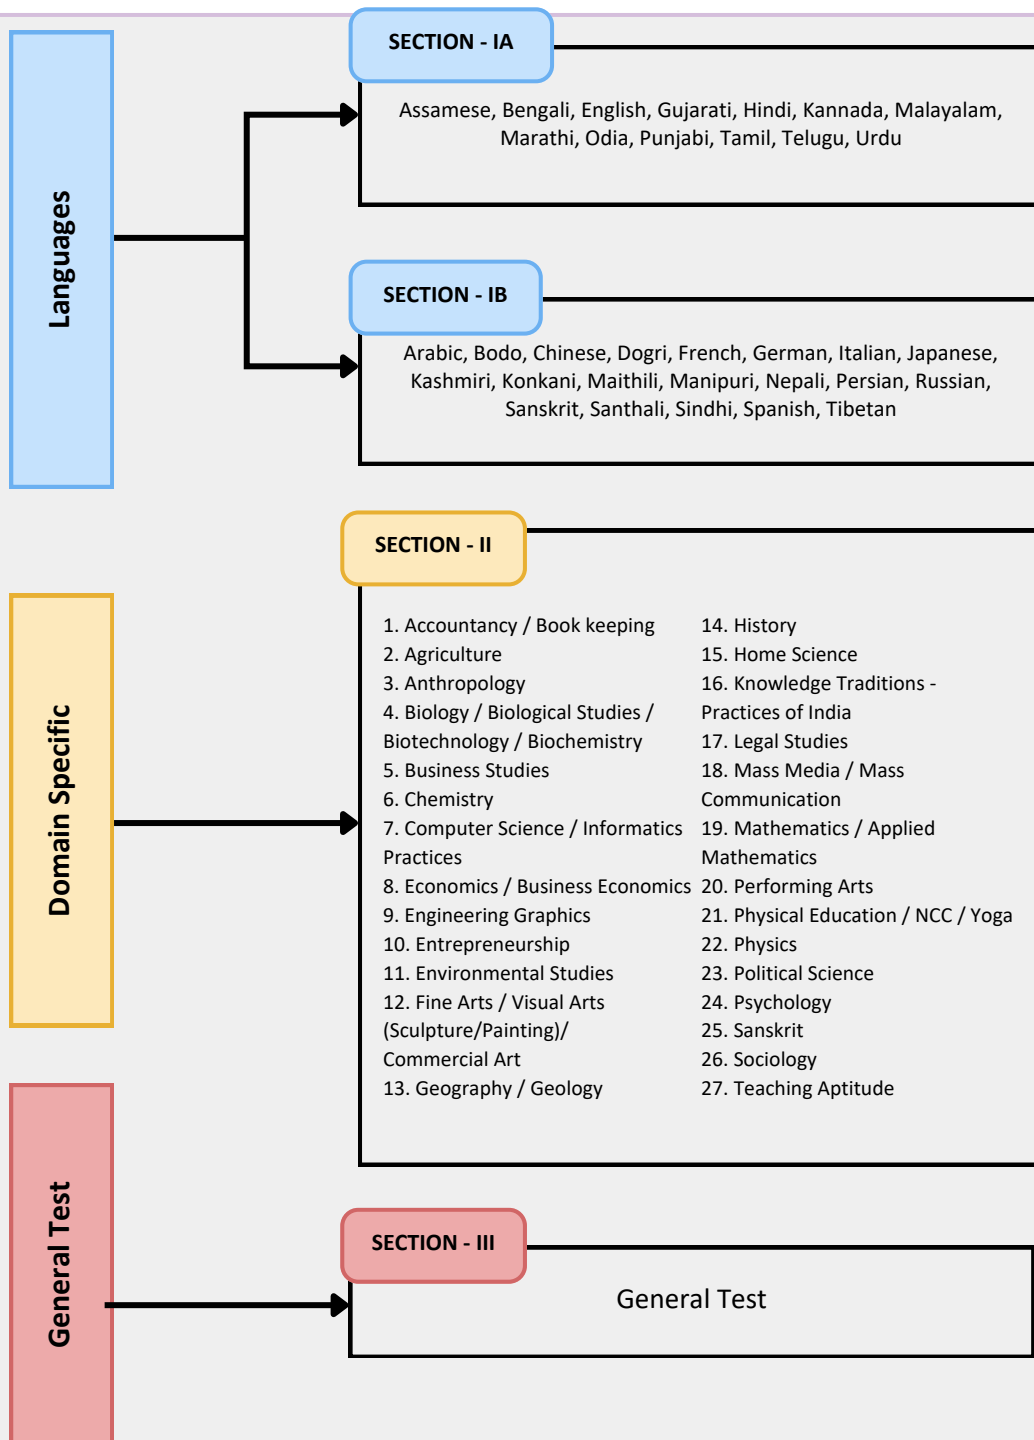 Languages
SECTION - IA
Assamese, Bengali, English, Gujarati, Hindi, Kannada, Malayalam,
Marathi, Odia, Punjabi, Tamil, Telugu, Urdu
SECTION - IB
Arabic, Bodo, Chinese, Dogri, French, German, Italian, Japanese,
Kashmiri, Konkani, Maithili, Manipuri, Nepali, Persian, Russian,
Sanskrit, Santhali, Sindhi, Spanish, Tibetan
Domain Specific
SECTION - II
1. Accountancy / Book keeping
2. Agriculture
3. Anthropology
4. Biology / Biological Studies /
Biotechnology / Biochemistry
5. Business Studies
6. Chemistry
7. Computer Science / Informatics
Practices
8. Economics / Business Economics
9. Engineering Graphics
10. Entrepreneurship
11. Environmental Studies
12. Fine Arts / Visual Arts
(Sculpture/Painting)/
Commercial Art
13. Geography / Geology
14. History
15. Home Science
16. Knowledge Traditions -
Practices of India
17. Legal Studies
18. Mass Media / Mass
Communication
19. Mathematics / Applied
Mathematics
20. Performing Arts
21. Physical Education / NCC / Yoga
22. Physics
23. Political Science
24. Psychology
25. Sanskrit
26. Sociology
27. Teaching Aptitude
General Test
SECTION - III
General Test